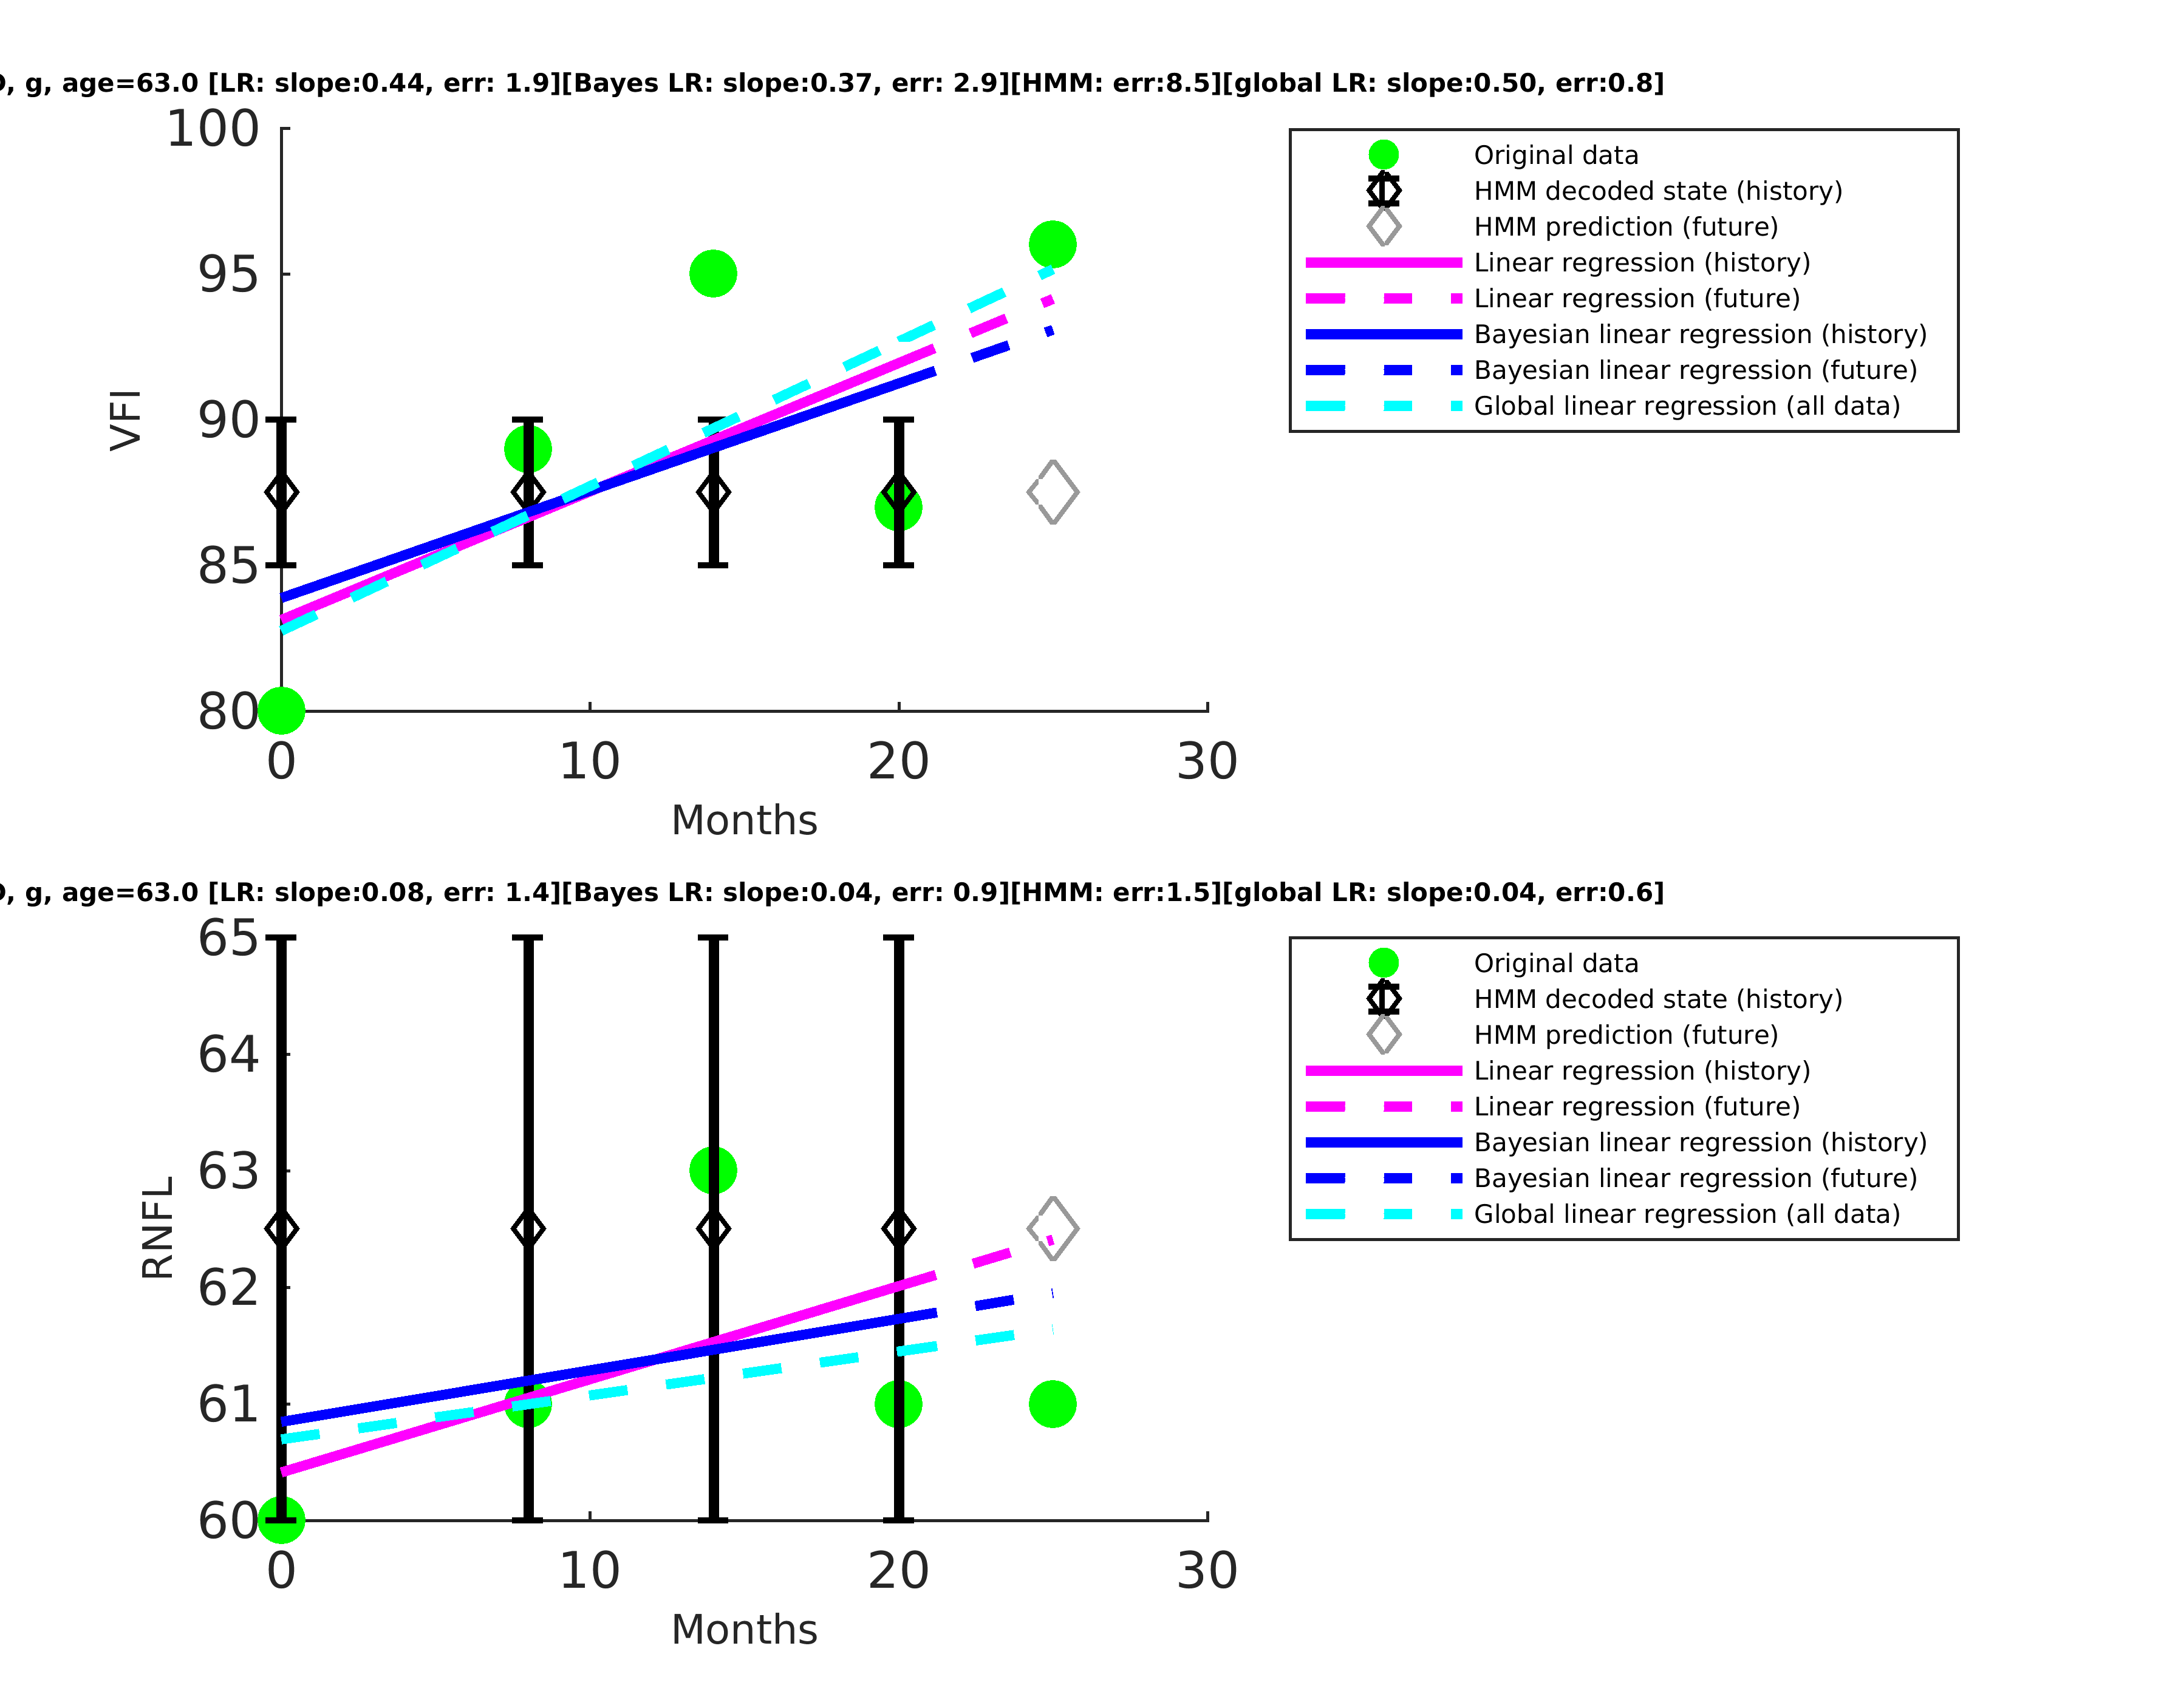 g, age=63.0 [LR: slope:0.44, err: 1.9][Bayes LR: slope:0.37, err: 2.9][HMM: err:8.5][global LR: slope:0.50, err:0.8]
100
95
90
85
80
VFI
0 10 20 30
Months
Original data
HMM decoded state (history)
HMM prediction (future)
Linear regression (history)
Linear regression (future)
Bayesian linear regression (history)
Bayesian linear regression (future)
Global linear regression (all data)
g, age=63.0 [LR: slope:0.08, err: 1.4][Bayes LR: slope:0.04, err: 0.9][HMM: err:1.5][global LR: slope:0.04, err:0.6]
65
64
63
62
61
60
RNFL
0 10 20 30
Months
Original data
HMM decoded state (history)
HMM prediction (future)
Linear regression (history)
Linear regression (future)
Bayesian linear regression (history)
Bayesian linear regression (future)
Global linear regression (all data)